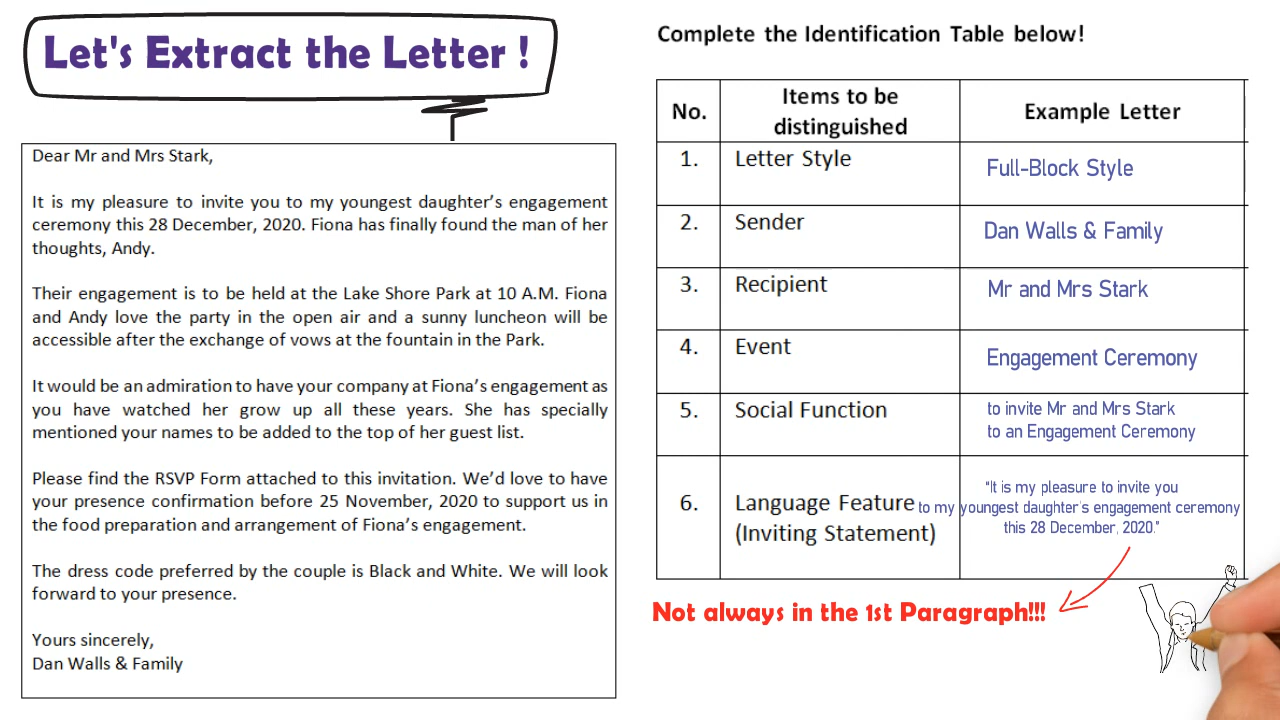 Let's Extract the Letter !
Dear Mr and Mrs Stark,
It is my pleasure to invite you to my youngest daughter's engagement
ceremony this 28 December, 2020. Fiona has finally found the man of her
thoughts, Andy.
Their engagement is to be held at the Lake Shore Park at 10 A.M. Fiona
and Andy love the party in the open air and a sunny luncheon will be
accessible after the exchange of vows at the fountain in the Park.
It would be an admiration to have your company at Fiona's engagement as
you have watched her grow up all these years. She has specially
mentioned your names to be added to the top of her guest list.
Please find the RSVP Form attached to this invitation. We'd love to have
your presence confirmation before 25 November, 2020 to support us in
the food preparation and arrangement of Fiona's engagement.
The dress code preferred by the couple is Black and White. We will look
forward to your presence.
Yours sincerely,
Dan Walls & Family
Complete the Identification Table below!
No.
Items to be
distinguished
Example Letter
1.
Letter Style
Full-Block Style
2.
Sender
Dan Walls & Family
3.
Recipient
Mr and Mrs Stark
4.
Event
Engagement Ceremony
5.
Social Function
to invite Mr and Mrs Stark
to an Engagement Ceremony
6.
Language Feature
(Inviting Statement)
"It is my pleasure to invite you
to my youngest daughter's engagement ceremony
this 28 December, 2020."
Not always in the 1st Paragraph!!!